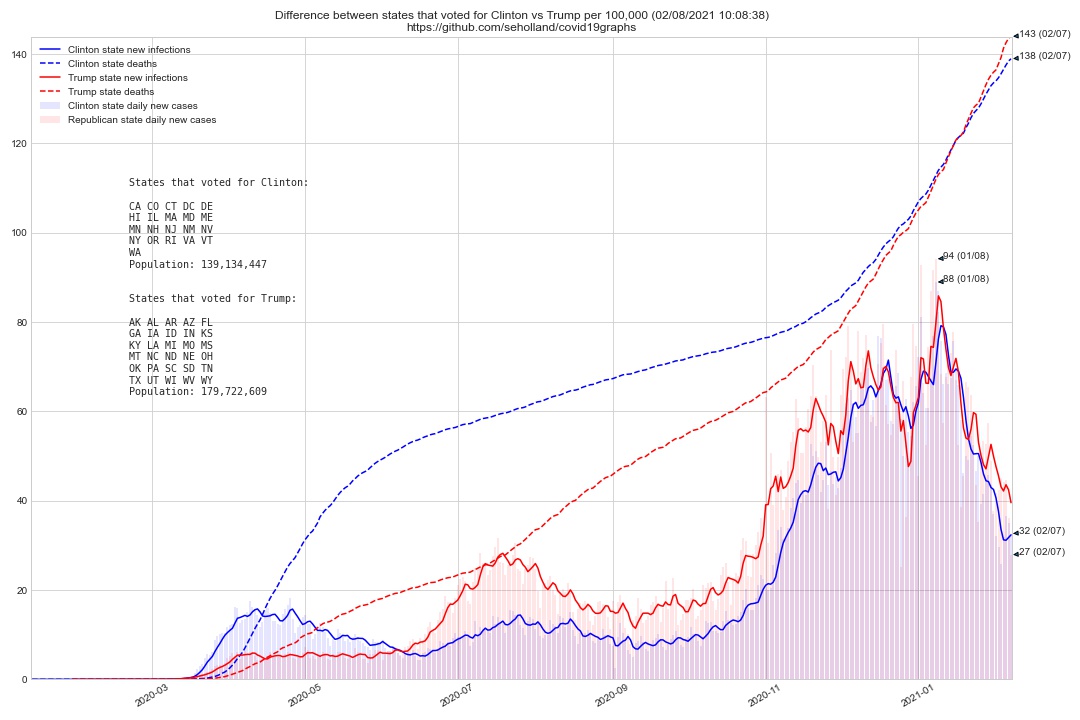 Difference between states that voted for Clinton vs Trump per 100,000 (02/08/2021 10:08:38)
https://github.com/seholland/covid19graphs
Clinton state new infections
Clinton state deaths
Trump state new infections
Trump state deaths
Clinton state daily new cases
Republican state daily new cases
States that voted for Clinton:
CA CO CT DC DE
HI IL MA MD ME
MN NH NJ NM NV
NY OR RI VA VT
WA
Population: 139,134,447
States that voted for Trump:
AK AL AR AZ FL
GA IA ID IN KS
KY LA MI MO MS
MT NC ND NE OH
OK PA SC SD TN
TX UT WI WV WY
Population: 179,722,609
143 (02/07)
138 (02/07)
94 (01/08)
88 (01/08)
32 (02/07)
27 (02/07)
140
120
100
80
60
40
20
0
2020-03
2020-05
2020-07
2020-09
2020-11
2021-01